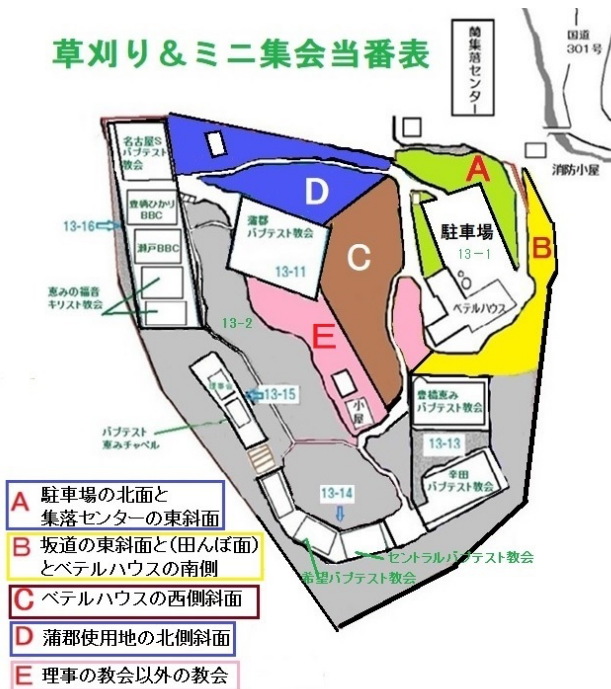 草刈り＆ミニ集会当番表
蘭集落センター
国道
301号
消防小屋
名古屋S
バプテスト
教会
豊橋ひかり
BBC
13-16
瀬戸BBC
恵みの福音
キリスト教会
D
蒲郡
バプテスト教会
13-11
C
A
駐車場
13-1
B
ベテルハウス
E
13-2
小屋
豊橋恵み
バプテスト教会
13-13
幸田
バプテスト教会
13-15
バプテスト
恵みチャペル
13-14
セントラルバプテスト教会
希望バプテスト教会
A 駐車場の北面と
集落センターの東斜面
B 坂道の東斜面と(田んぼ面)
とベテルハウスの南側
C ベテルハウスの西側斜面
D 蒲郡使用地の北側斜面
E 理事の教会以外の教会